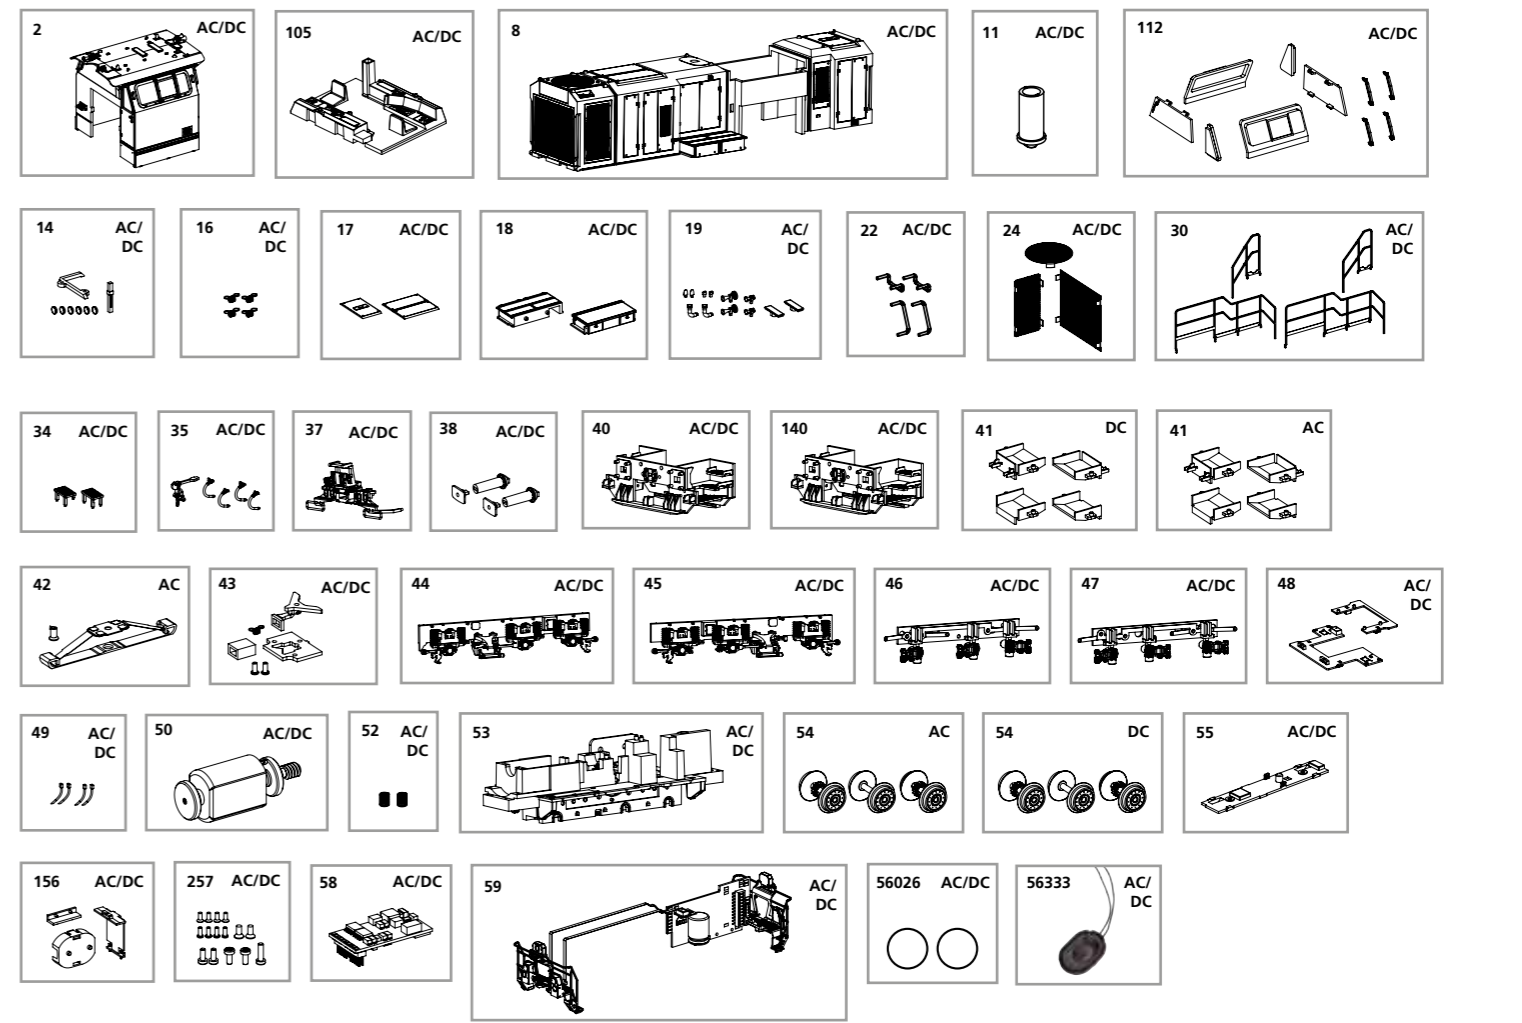 2 AC/DC
105 AC/DC
8 AC/DC
11 AC/DC
112 AC/DC
14 AC/
DC
16 AC/
DC
17 AC/DC
18 AC/DC
19 AC/
DC
22 AC/DC
24 AC/DC
30 AC/
DC
34 AC/DC
35 AC/DC
37 AC/DC
38 AC/DC
40 AC/DC
140 AC/DC
41 DC
41 AC
42 AC
43 AC/DC
44 AC/DC
45 AC/DC
46 AC/DC
47 AC/DC
48 AC/
DC
49 AC/
DC
50 AC/DC
52 AC/
DC
53 AC/
DC
54 AC
54 DC
55 AC/DC
156 AC/DC
257 AC/DC
58 AC/DC
59 AC/
DC
56026 AC/DC
56333 AC/
DC